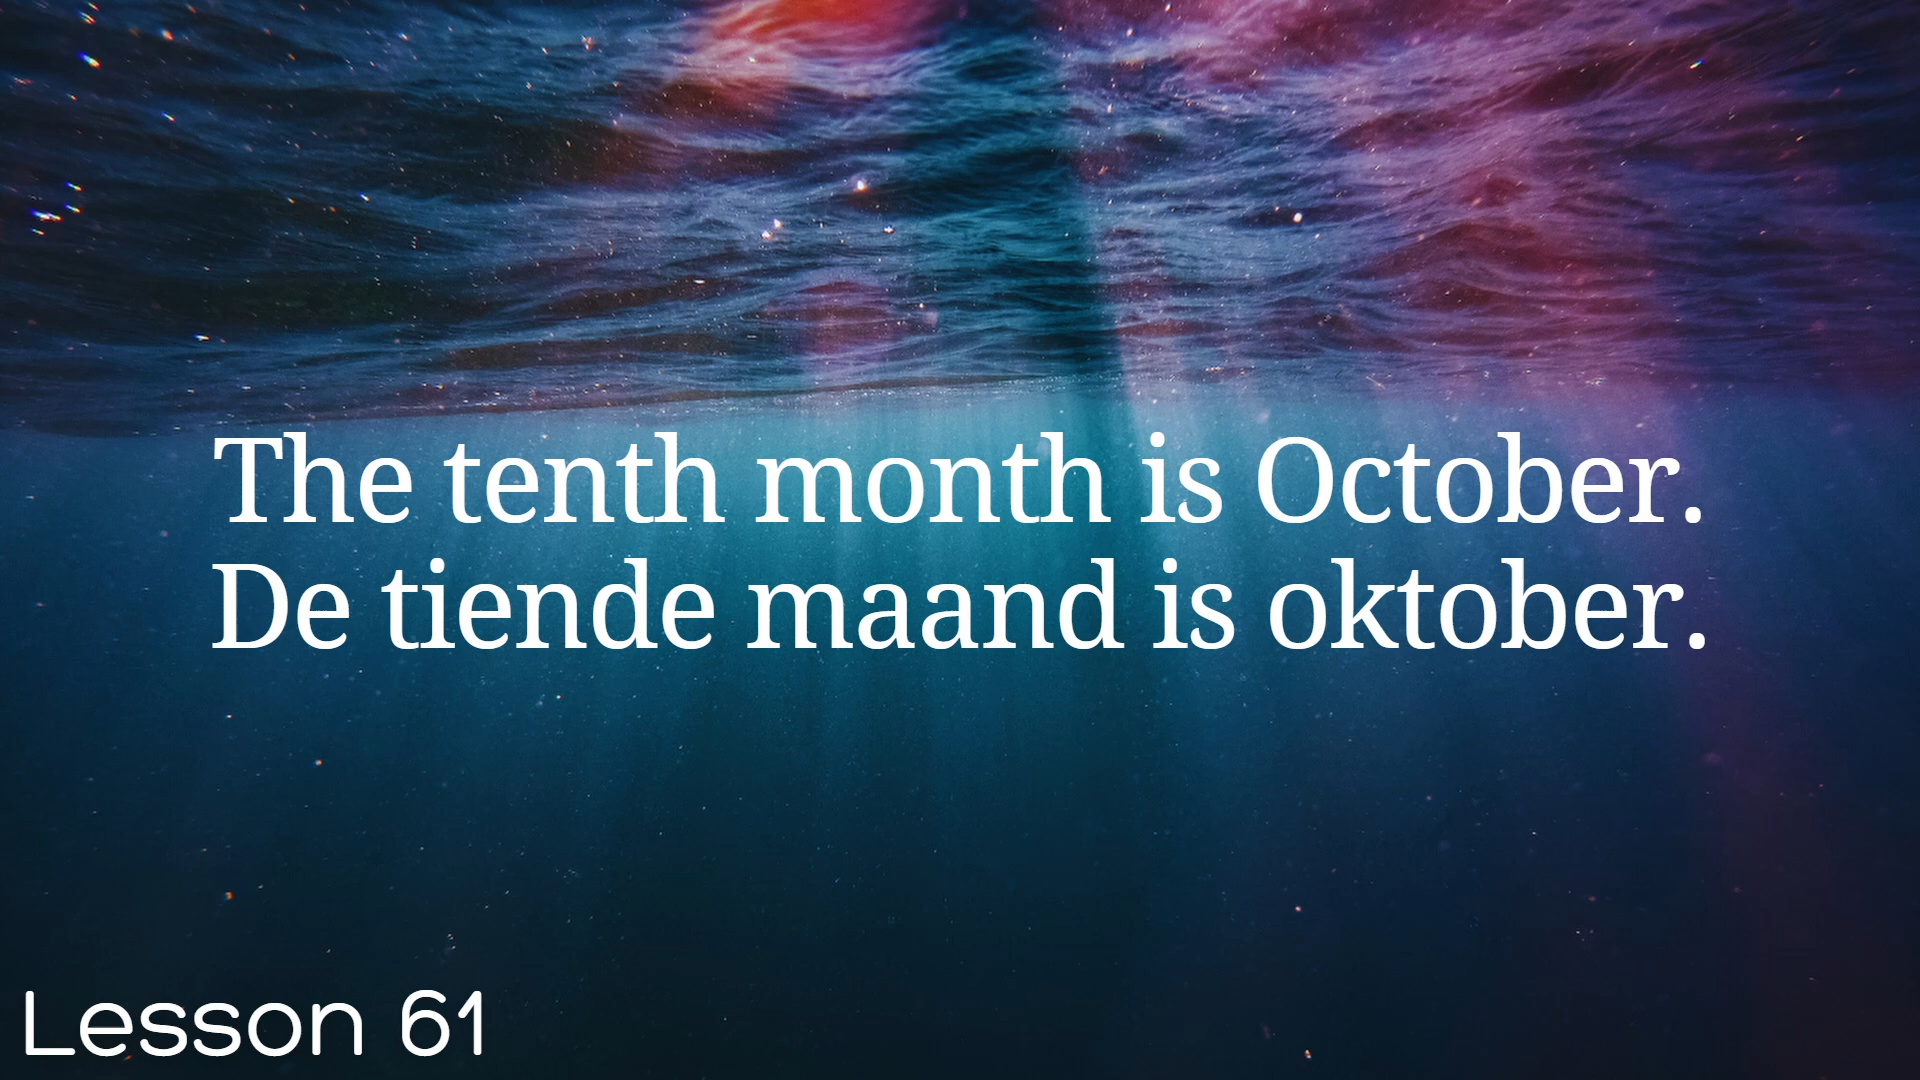 The tenth month is October.
De tiende maand is oktober.
Lesson 61